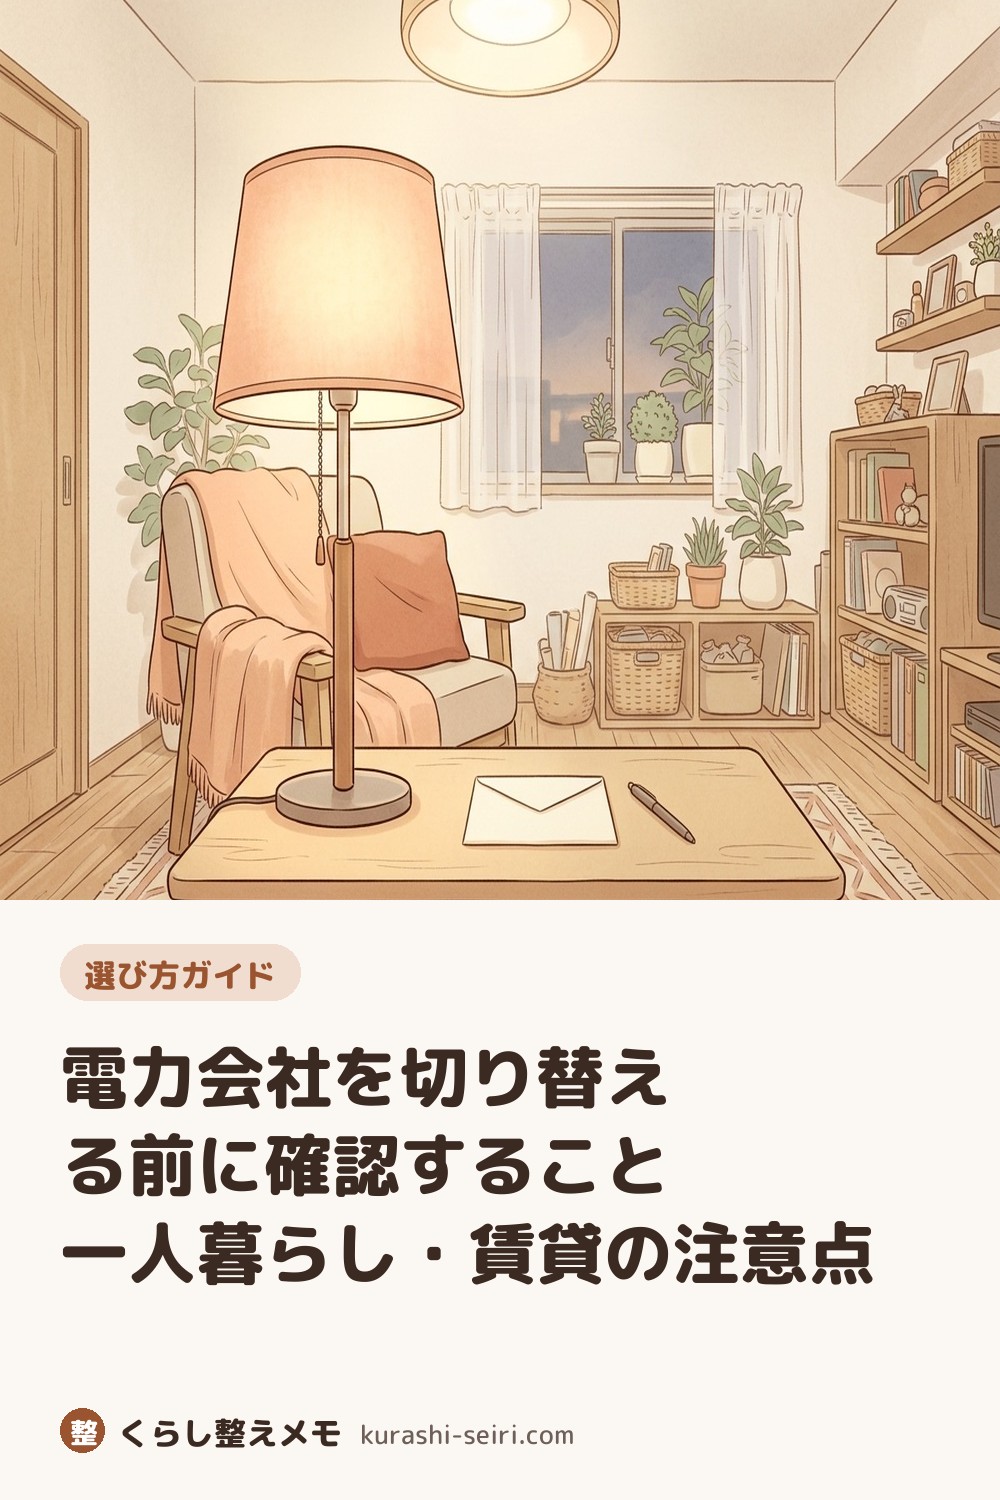 選び方ガイド
電力会社を切り替え
る前に確認すること
一人暮らし・賃貸の注意点
整 くらし整えメモ kurashi-seiri.com